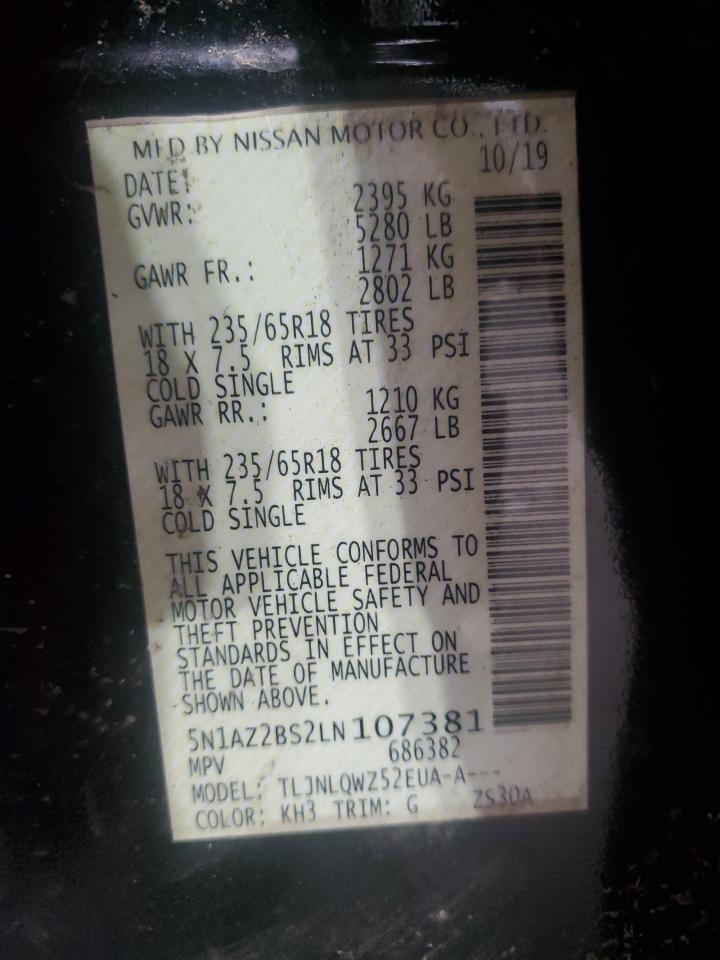 MFD BY NISSAN MOTOR CO., LTD.
DATE: 10/19
GVWR: 2395 KG
5280 LB
GAWR FR.: 1271 KG
2802 LB
WITH 235/65R18 TIRES
18 X 7.5 RIMS AT 33 PSI
COLD SINGLE
GAWR RR.: 1210 KG
2667 LB
WITH 235/65R18 TIRES
18 X 7.5 RIMS AT 33 PSI
COLD SINGLE
THIS VEHICLE CONFORMS TO
ALL APPLICABLE FEDERAL
MOTOR VEHICLE SAFETY AND
THEFT PREVENTION
STANDARDS IN EFFECT ON
THE DATE OF MANUFACTURE
SHOWN ABOVE.
5N1AZ2BS2LN107381
MPV 686382
MODEL: TLJNLQWZ52EUA-A---
COLOR: KH3 TRIM: G ZS30A